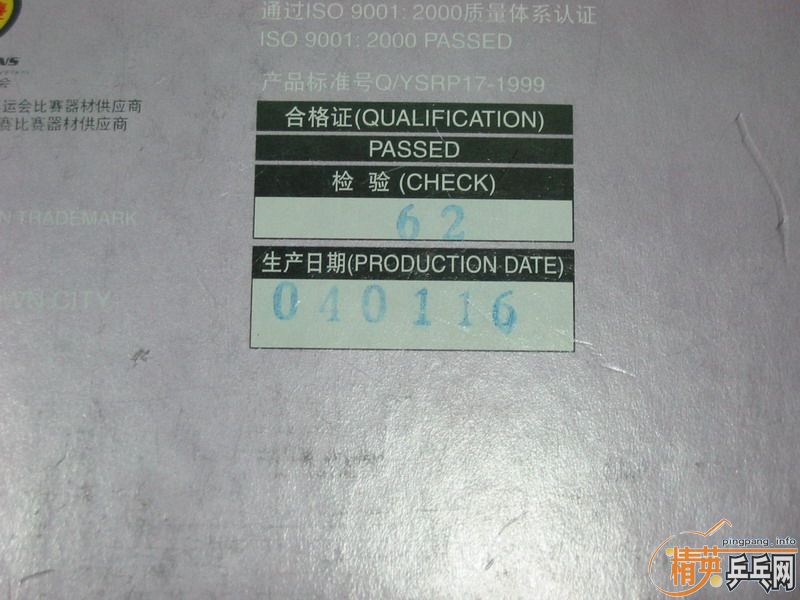 通过ISO 9001: 2000质量体系认证
ISO 9001: 2000 PASSED
产品标准号Q/YSRP17-1999
运会比赛器材供应商
赛比赛器材供应商
合格证(QUALIFICATION)
PASSED
检 验 (CHECK)
62
生产日期(PRODUCTION DATE)
040116
TRADEMARK
CITY
pingpang.info
精英乒乓网